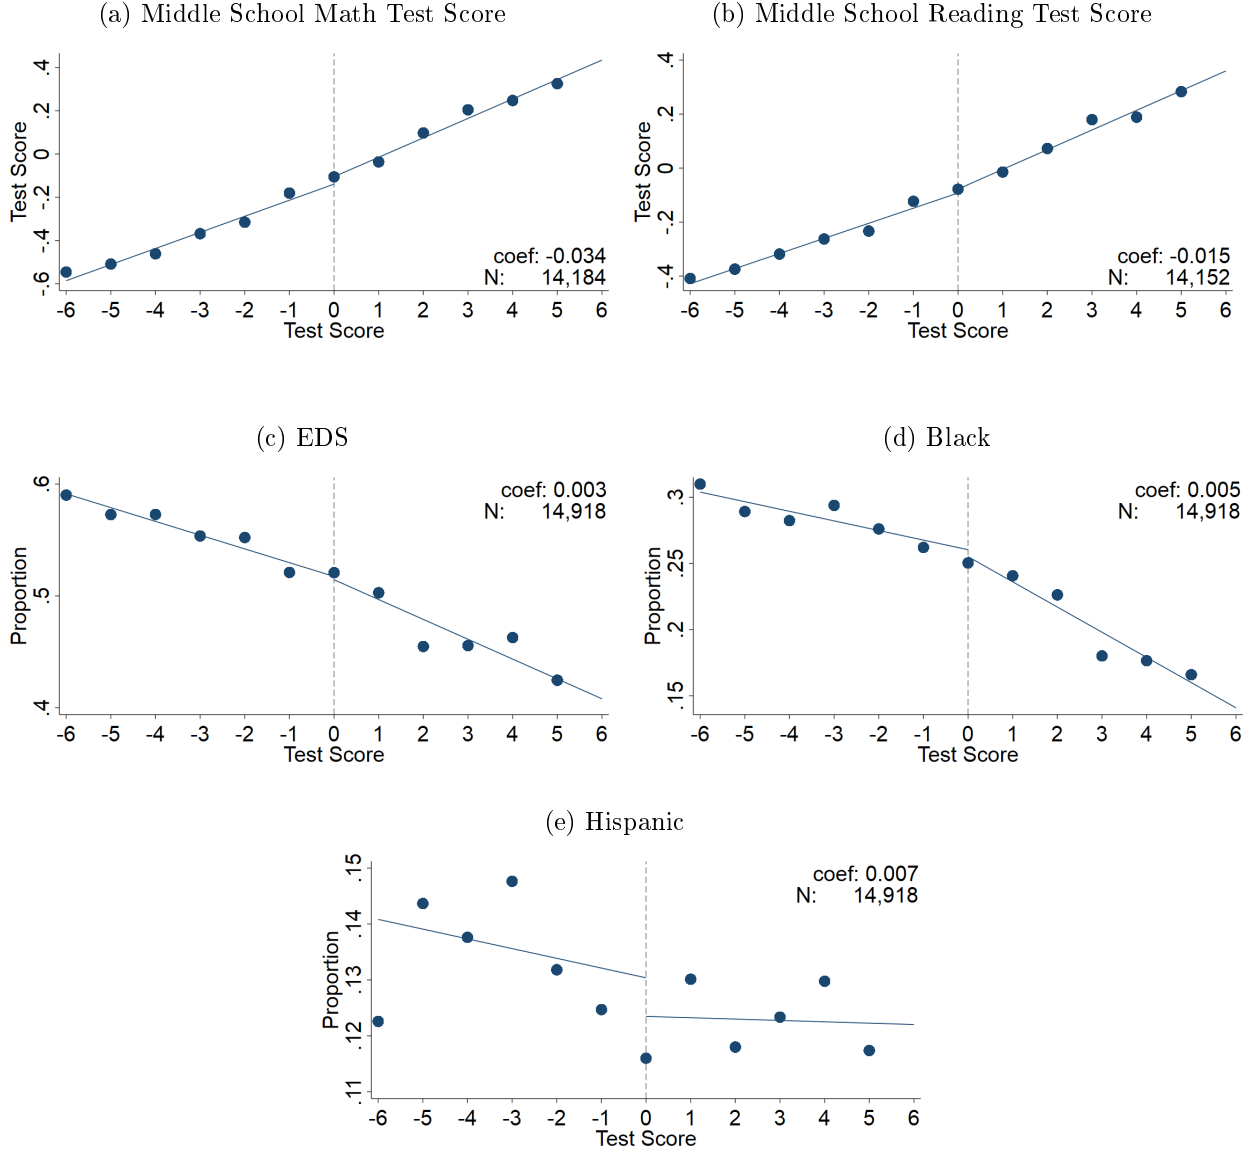 (a) Middle School Math Test Score
Test Score
.4
.2
0
-.2
-.4
-.6
coef: -0.034
N: 14,184
-6 -5 -4 -3 -2 -1 0 1 2 3 4 5 6
Test Score
(b) Middle School Reading Test Score
Test Score
.4
.2
0
-.2
-.4
coef: -0.015
N: 14,152
-6 -5 -4 -3 -2 -1 0 1 2 3 4 5 6
Test Score
(c) EDS
Proportion
.6
.5
.4
coef: 0.003
N: 14,918
-6 -5 -4 -3 -2 -1 0 1 2 3 4 5 6
Test Score
(d) Black
Proportion
.3
.25
.2
.15
coef: 0.005
N: 14,918
-6 -5 -4 -3 -2 -1 0 1 2 3 4 5 6
Test Score
(e) Hispanic
Proportion
.15
.14
.13
.12
.11
coef: 0.007
N: 14,918
-6 -5 -4 -3 -2 -1 0 1 2 3 4 5 6
Test Score